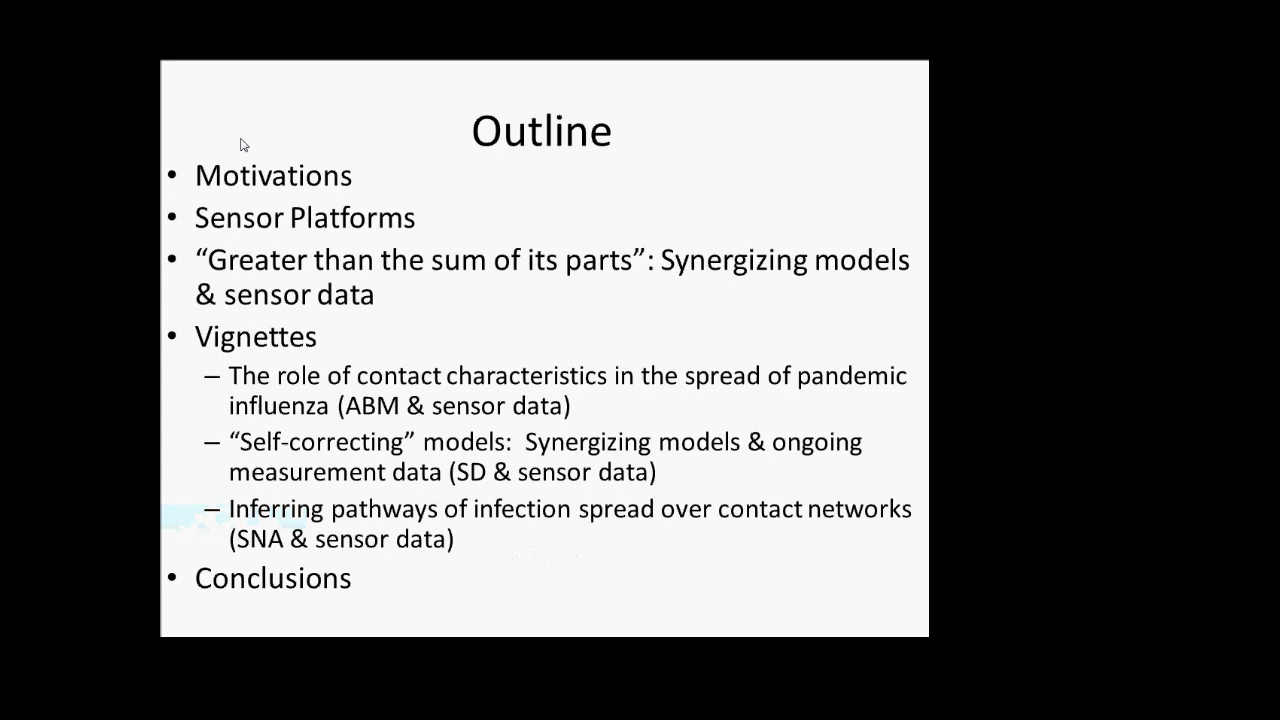 Outline
• Motivations
• Sensor Platforms
• “Greater than the sum of its parts”: Synergizing models
& sensor data
• Vignettes
– The role of contact characteristics in the spread of pandemic
influenza (ABM & sensor data)
– “Self-correcting” models:  Synergizing models & ongoing
measurement data (SD & sensor data)
– Inferring pathways of infection spread over contact networks
(SNA & sensor data)
• Conclusions